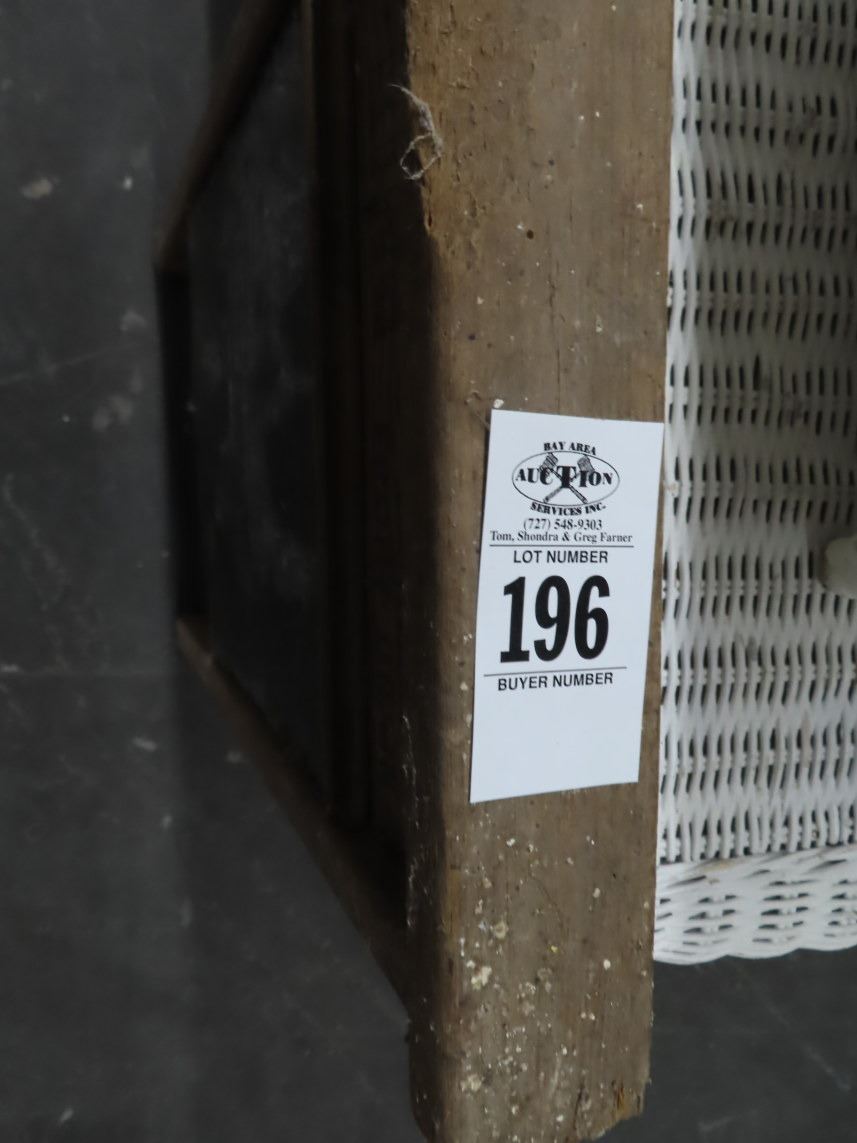 BAY AREA
AUCTION
SERVICES INC.
(727) 548-9303
Tom, Shondra & Greg Farner
LOT NUMBER
196
BUYER NUMBER